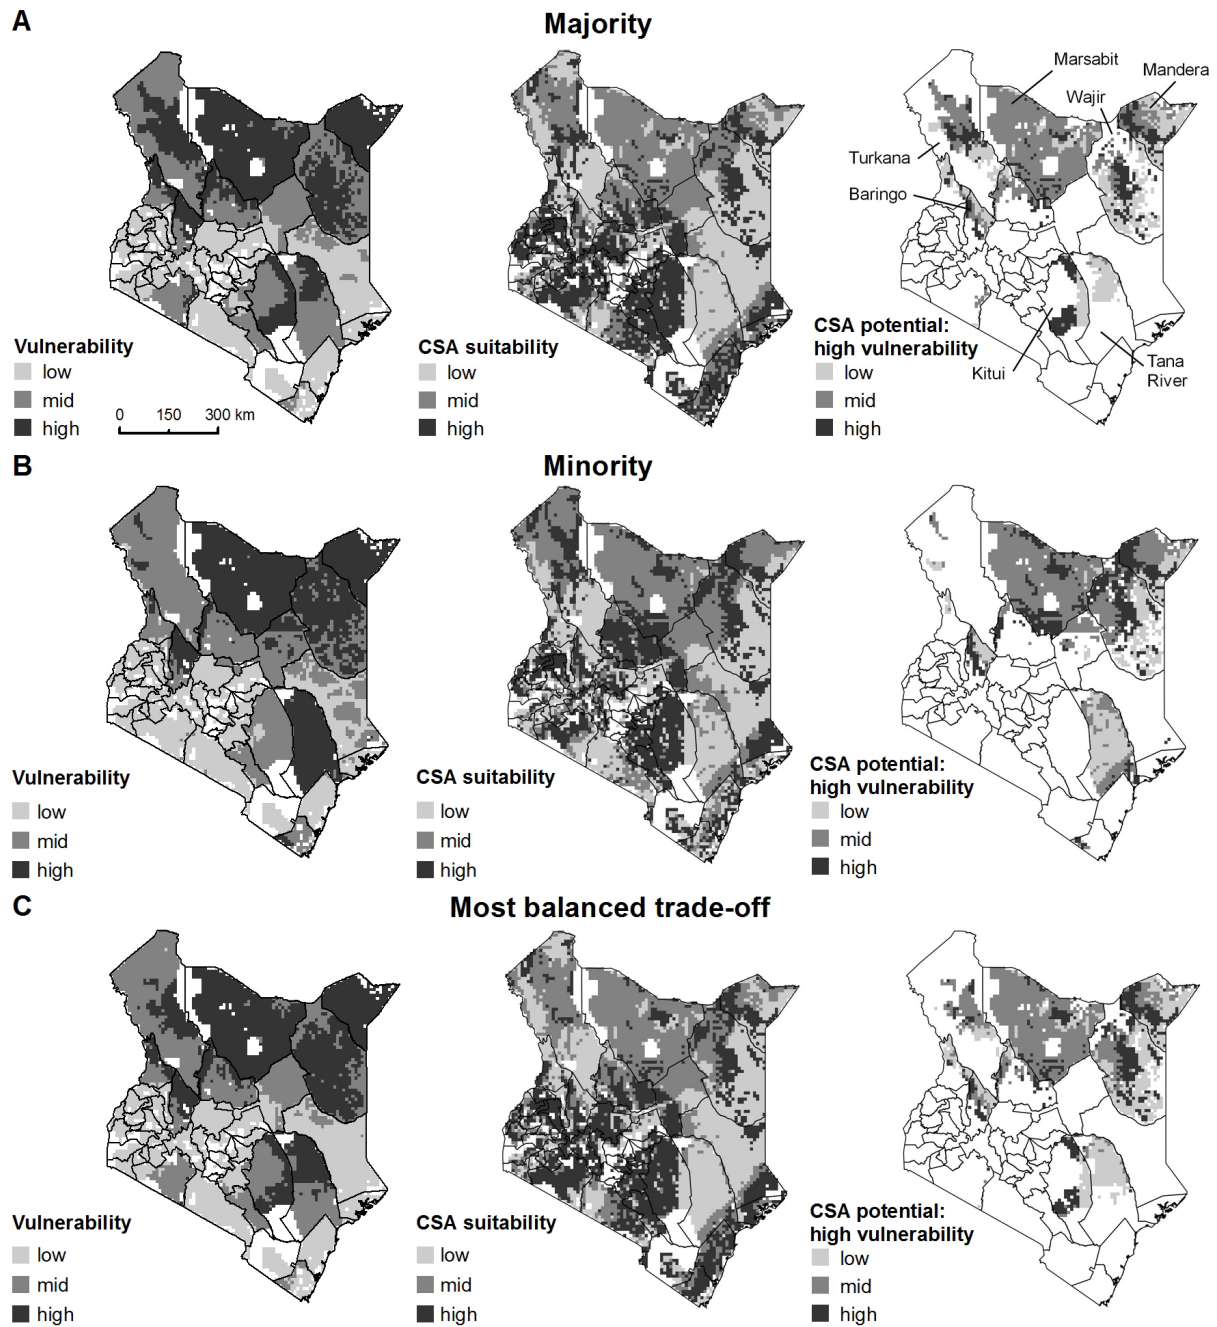 A
Majority
Marsabit
Mandera
Wajir
Turkana
Baringo
Kitui
Tana
River
Vulnerability
low
mid
high
0 150 300 km
CSA suitability
low
mid
high
CSA potential:
high vulnerability
low
mid
high
B
Minority
Vulnerability
low
mid
high
CSA suitability
low
mid
high
CSA potential:
high vulnerability
low
mid
high
C
Most balanced trade-off
Vulnerability
low
mid
high
CSA suitability
low
mid
high
CSA potential:
high vulnerability
low
mid
high